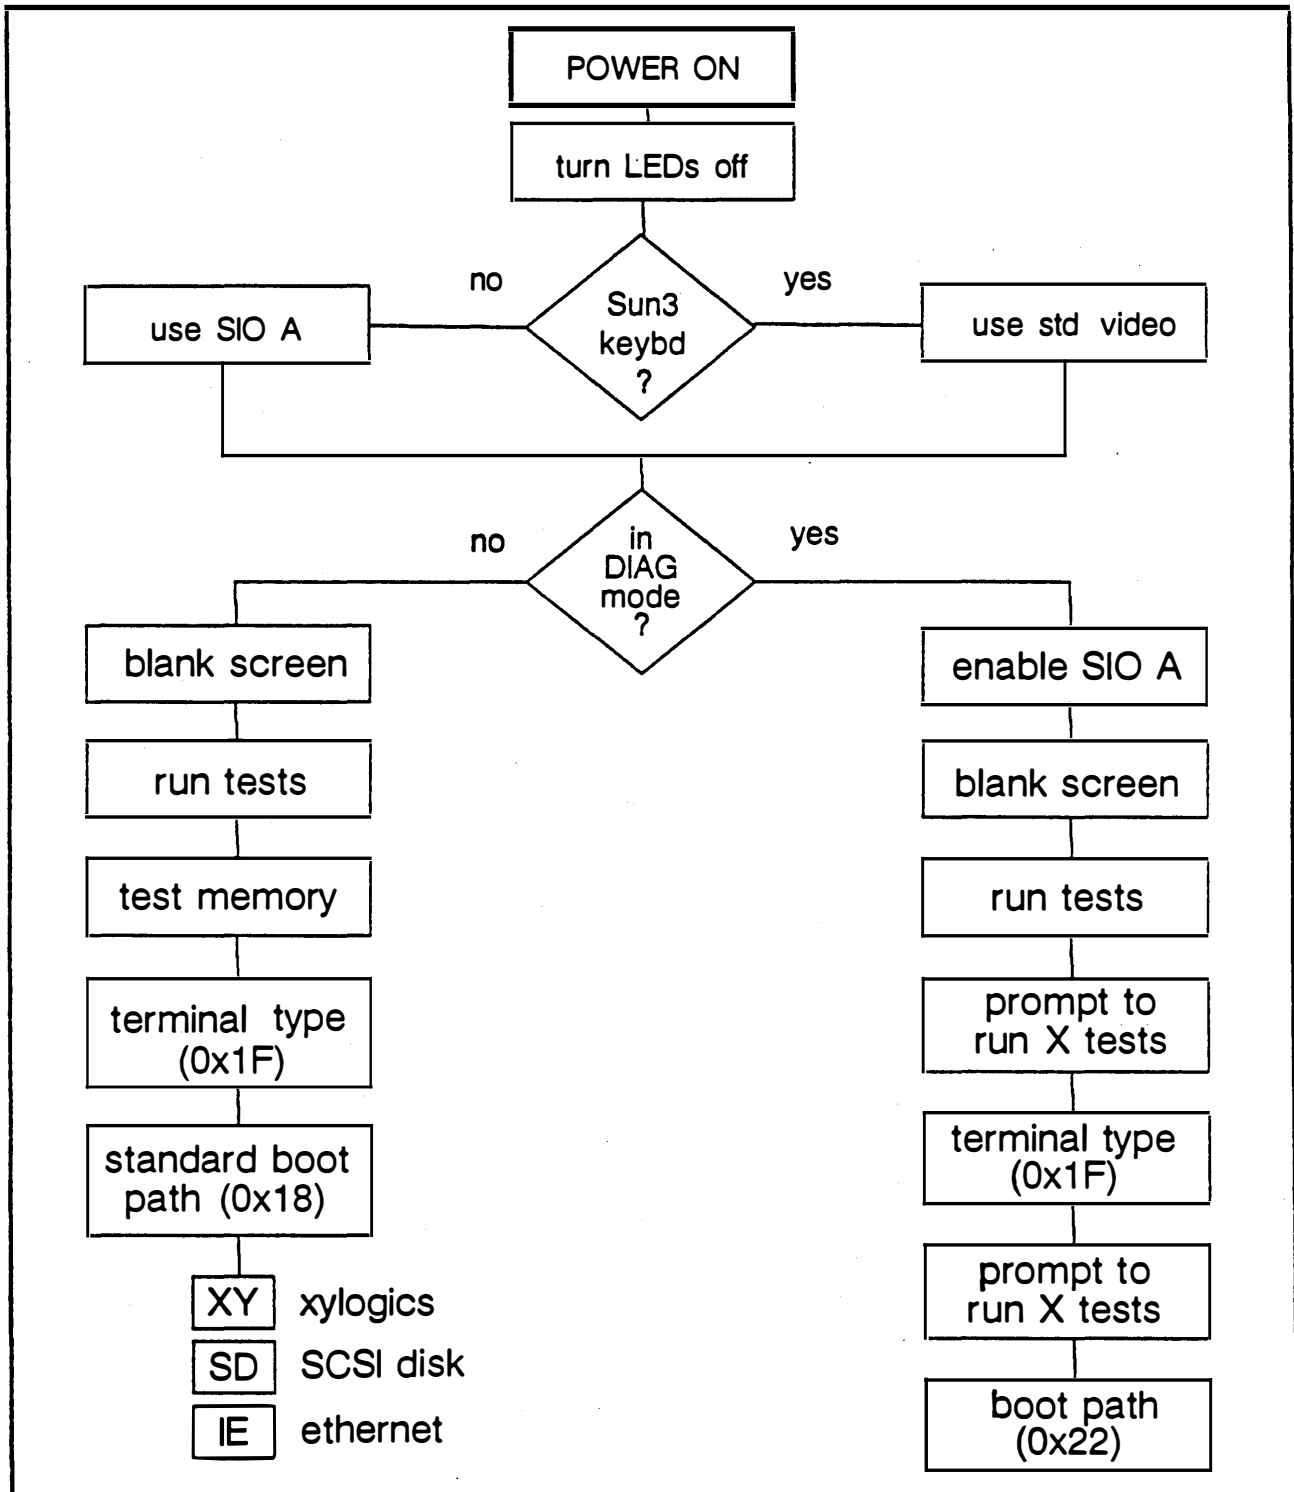 POWER ON
turn LEDs off
no
yes
Sun3
keybd
?
use SIO A
use std video
no
yes
in
DIAG
mode
?
blank screen
run tests
test memory
terminal type
(0x1F)
standard boot
path (0x18)
XY xylogics
SD SCSI disk
IE ethernet
enable SIO A
blank screen
run tests
prompt to
run X tests
terminal type
(0x1F)
prompt to
run X tests
boot path
(0x22)